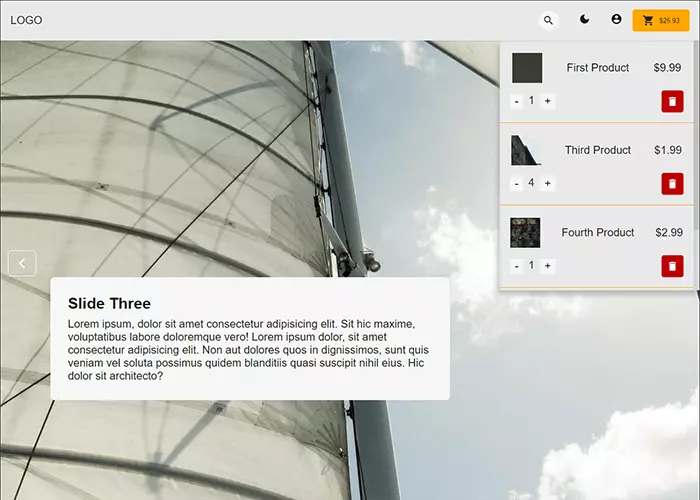 LOGO
$25.93
First Product $9.99
- 1 +
Third Product $1.99
- 4 +
Fourth Product $2.99
- 1 +
Slide Three
Lorem ipsum, dolor sit amet consectetur adipisicing elit. Sit hic maxime,
voluptatibus labore doloremque vero! Lorem ipsum dolor, sit amet
consectetur adipisicing elit. Non aut dolores quos in dignissimos, sunt quis
veniam vel soluta possimus quidem blanditiis quasi suscipit nihil eius. Hic
dolor sit architecto?